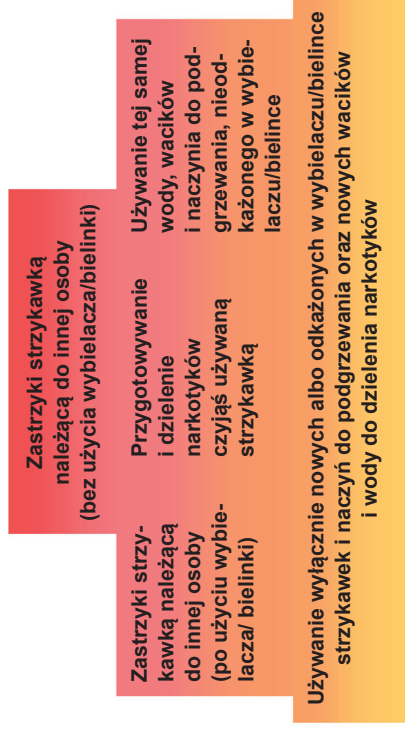 Zastrzyki strzykawką
należącą do innej osoby
(bez użycia wybielacza/bielinki)
Zastrzyki strzy-
kawką należącą
do innej osoby
(po użyciu wybie-
lacza/ bielinki)
Przygotowywanie
i dzielenie
narkotyków
czyjąś używaną
strzykawką
Używanie tej samej
wody, wacików
i naczynia do pod-
grzewania, nieod-
każonego w wybie-
laczu/bielince
Używanie wyłącznie nowych albo odkażonych w wybielaczu/bielince
strzykawek i naczyń do podgrzewania oraz nowych wacików
i wody do dzielenia narkotyków